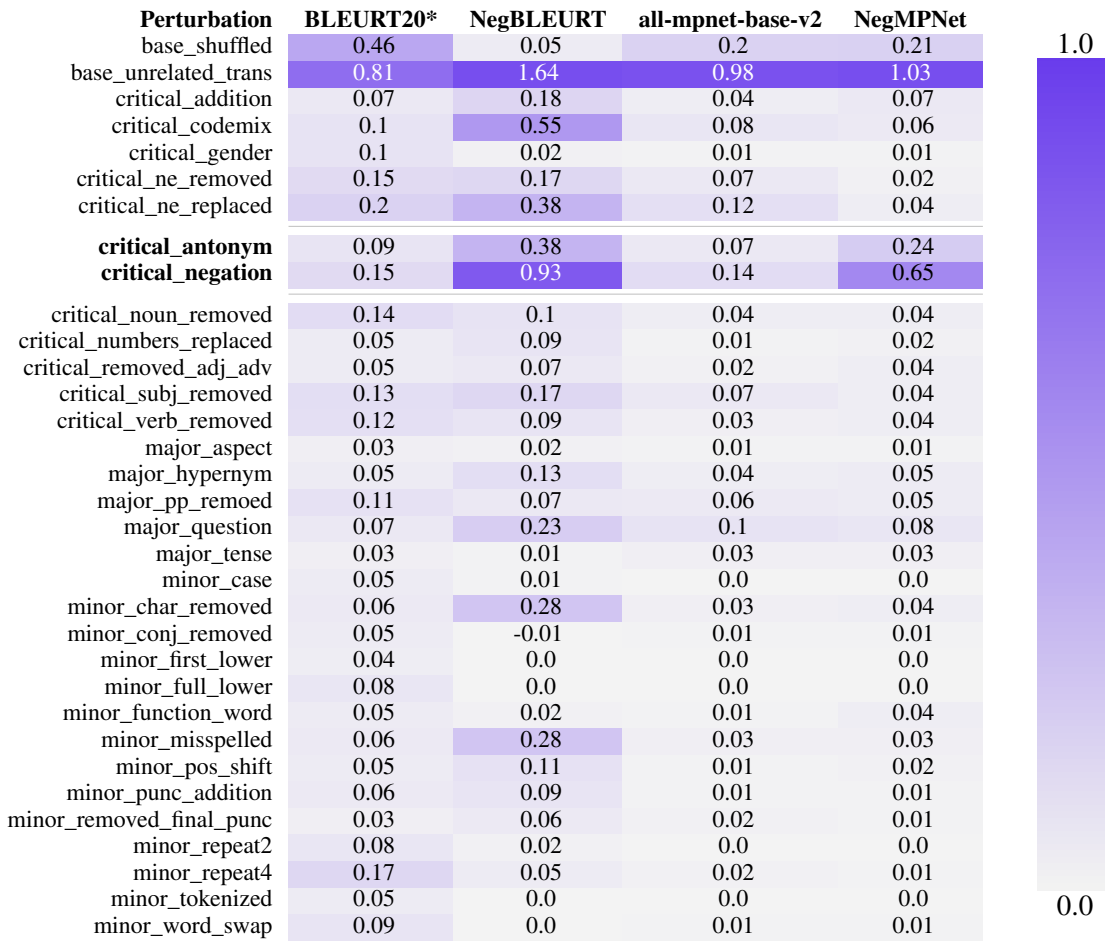 Perturbation BLEURT20* NegBLEURT all-mpnet-base-v2 NegMPNet
base_shuffled 0.46 0.05 0.2 0.21 1.0
base_unrelated_trans 0.81 1.64 0.98 1.03
critical_addition 0.07 0.18 0.04 0.07
critical_codemix 0.1 0.55 0.08 0.06
critical_gender 0.1 0.02 0.01 0.01
critical_ne_removed 0.15 0.17 0.07 0.02
critical_ne_replaced 0.2 0.38 0.12 0.04
critical_antonym 0.09 0.38 0.07 0.24
critical_negation 0.15 0.93 0.14 0.65
critical_noun_removed 0.14 0.1 0.04 0.04
critical_numbers_replaced 0.05 0.09 0.01 0.02
critical_removed_adj_adv 0.05 0.07 0.02 0.04
critical_subj_removed 0.13 0.17 0.07 0.04
critical_verb_removed 0.12 0.09 0.03 0.04
major_aspect 0.03 0.02 0.01 0.01
major_hypernym 0.05 0.13 0.04 0.05
major_pp_remoed 0.11 0.07 0.06 0.05
major_question 0.07 0.23 0.1 0.08
major_tense 0.03 0.01 0.03 0.03
minor_case 0.05 0.01 0.0 0.0
minor_char_removed 0.06 0.28 0.03 0.04
minor_conj_removed 0.05 -0.01 0.01 0.01
minor_first_lower 0.04 0.0 0.0 0.0
minor_full_lower 0.08 0.0 0.0 0.0
minor_function_word 0.05 0.02 0.01 0.04
minor_misspelled 0.06 0.28 0.03 0.03
minor_pos_shift 0.05 0.11 0.01 0.02
minor_punc_addition 0.06 0.09 0.01 0.01
minor_removed_final_punc 0.03 0.06 0.02 0.01
minor_repeat2 0.08 0.02 0.0 0.0
minor_repeat4 0.17 0.05 0.02 0.01
minor_tokenized 0.05 0.0 0.0 0.0 0.0
minor_word_swap 0.09 0.0 0.01 0.01